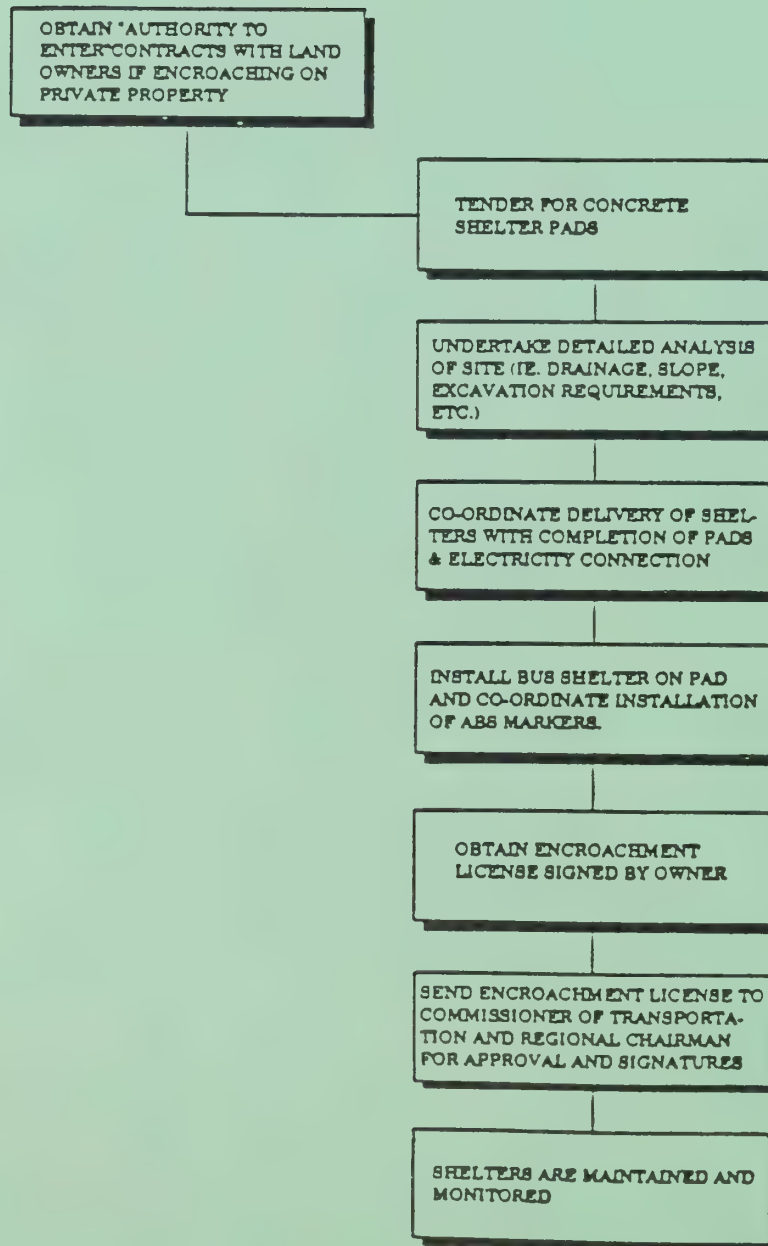 OBTAIN "AUTHORITY TO
ENTER"CONTRACTS WITH LAND
OWNERS IF ENCROACHING ON
PRIVATE PROPERTY
TENDER FOR CONCRETE
SHELTER PADS
UNDERTAKE DETAILED ANALYSIS
OF SITE (IE. DRAINAGE, SLOPE,
EXCAVATION REQUIREMENTS,
ETC.)
CO-ORDINATE DELIVERY OF SHEL-
TERS WITH COMPLETION OF PADS
& ELECTRICITY CONNECTION
INSTALL BUS SHELTER ON PAD
AND CO-ORDINATE INSTALLATION
OF ABS MARKERS.
OBTAIN ENCROACHMENT
LICENSE SIGNED BY OWNER
SEND ENCROACHMENT LICENSE TO
COMMISSIONER OF TRANSPORTA-
TION AND REGIONAL CHAIRMAN
FOR APPROVAL AND SIGNATURES
SHELTERS ARE MAINTAINED AND
MONITORED